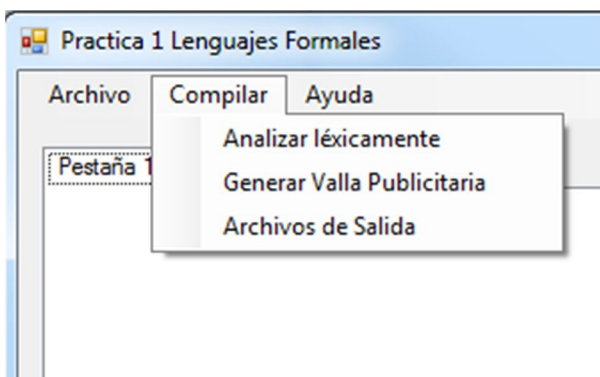 Practica 1 Lenguajes Formales
Archivo Compilar Ayuda
Analizar léxicamente
Pestaña 1
Generar Valla Publicitaria
Archivos de Salida